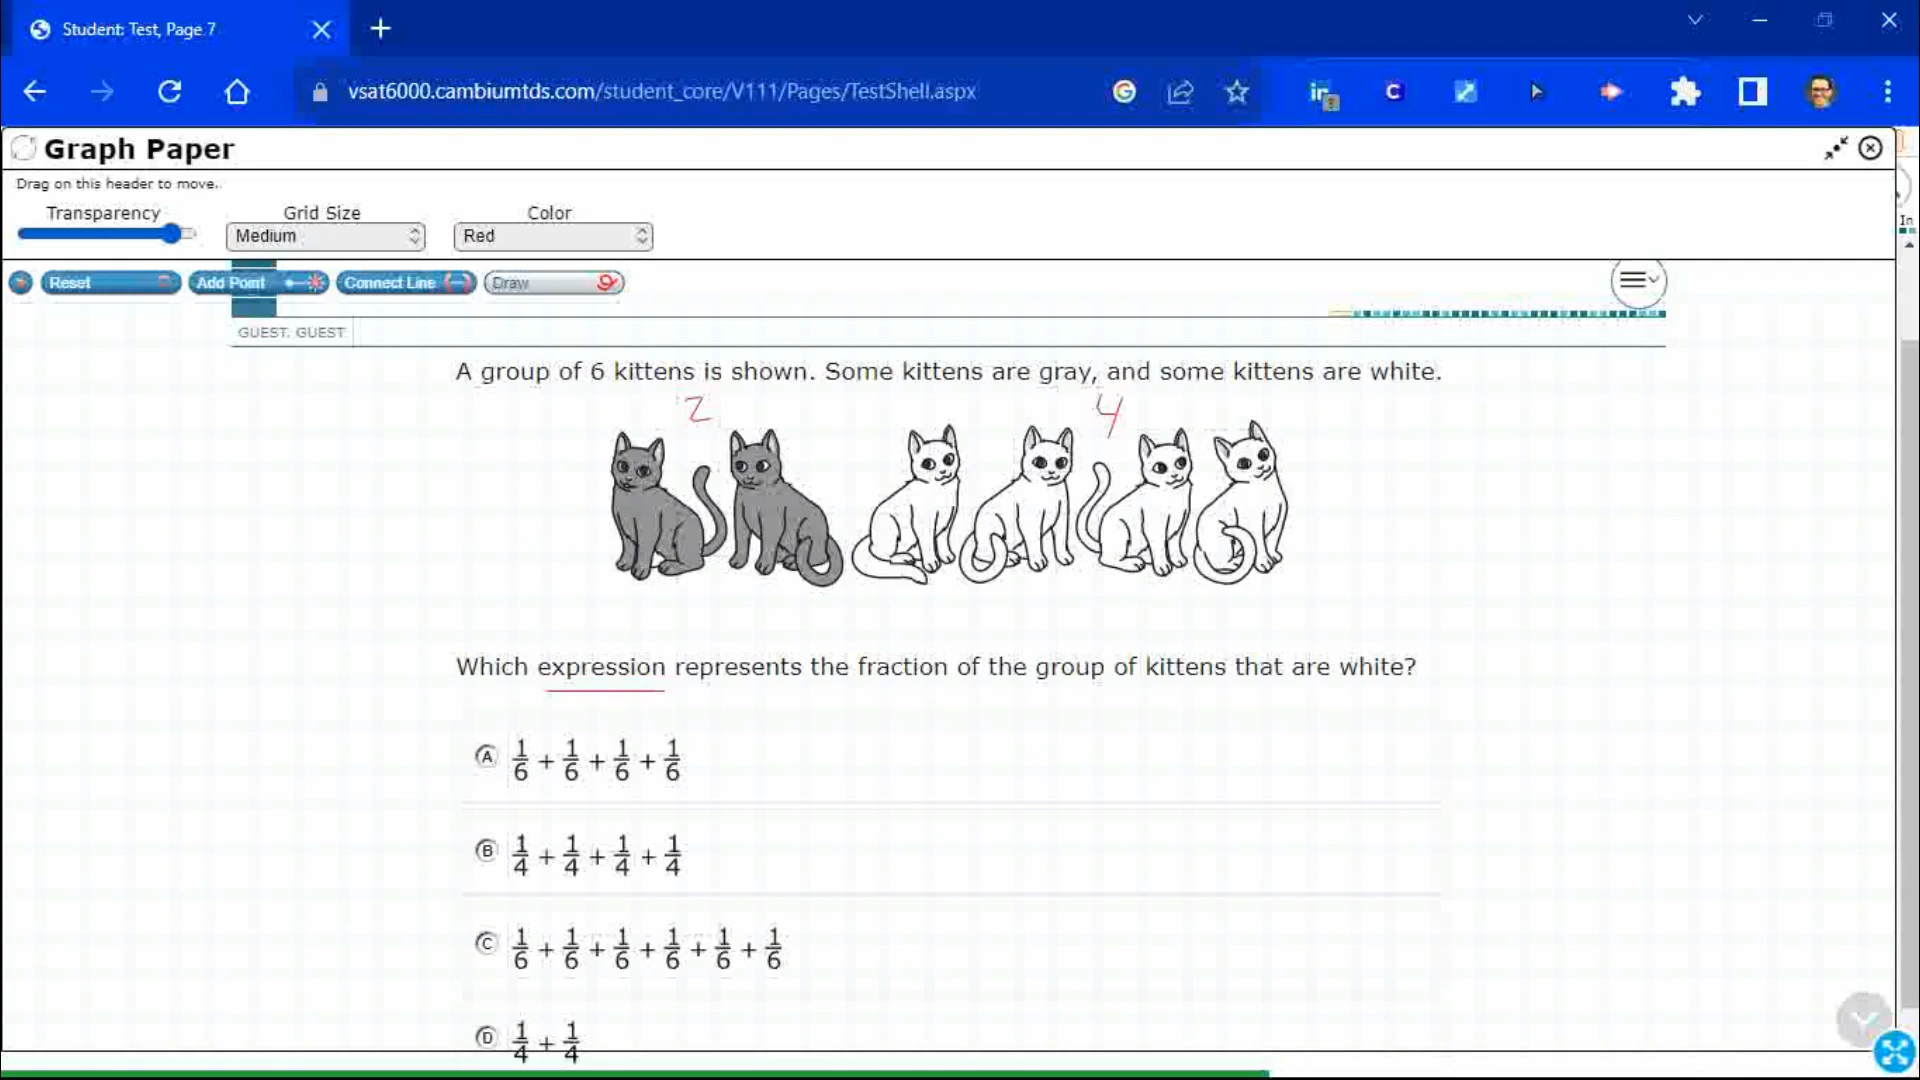 Student: Test, Page 7
vsat6000.cambiumtds.com/student_core/V111/Pages/TestShell.aspx
Graph Paper
Drag on this header to move..
Transparency Grid Size Color
Medium Red
In
Reset Add Point Connect Line Draw
GUEST, GUEST
A group of 6 kittens is shown. Some kittens are gray, and some kittens are white.
2 4
Which expression represents the fraction of the group of kittens that are white?
A 1/6 + 1/6 + 1/6 + 1/6
B 1/4 + 1/4 + 1/4 + 1/4
C 1/6 + 1/6 + 1/6 + 1/6 + 1/6 + 1/6
D 1/4 + 1/4